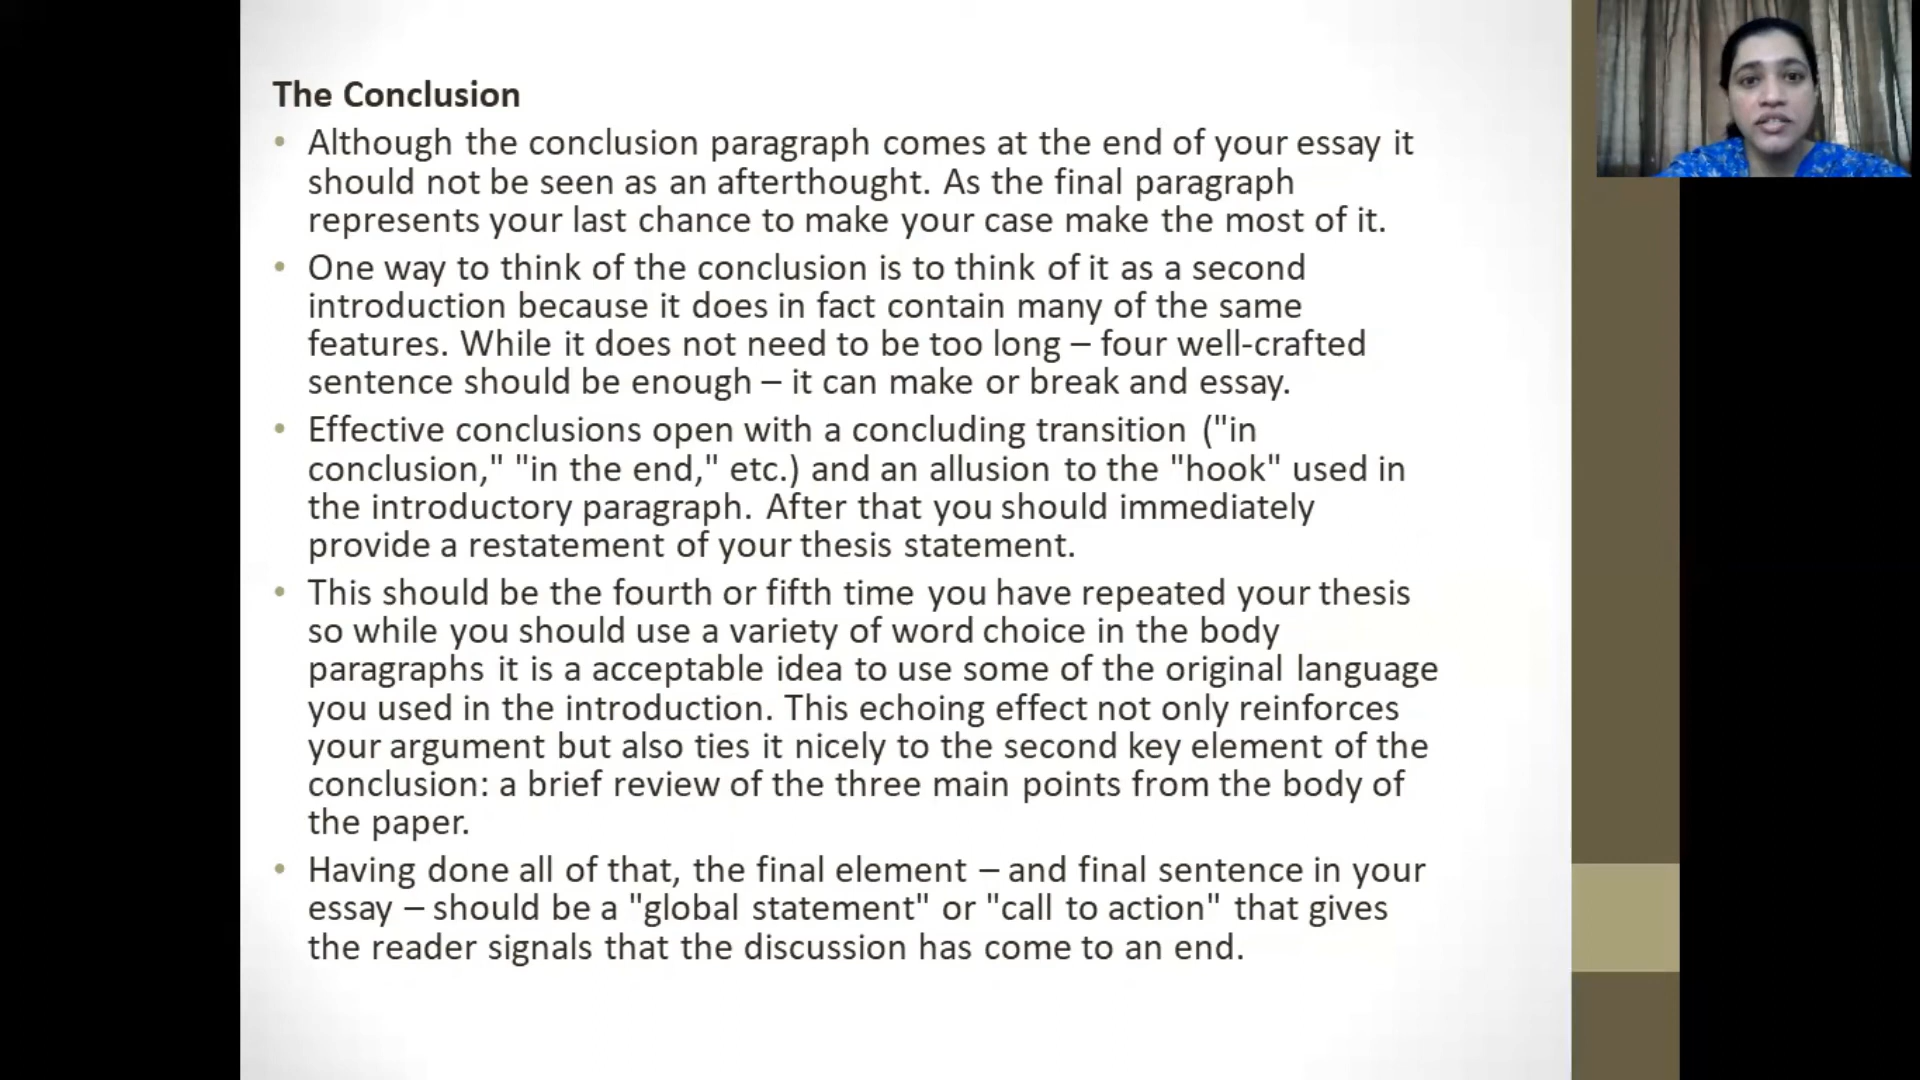 The Conclusion
• Although the conclusion paragraph comes at the end of your essay it
should not be seen as an afterthought. As the final paragraph
represents your last chance to make your case make the most of it.
• One way to think of the conclusion is to think of it as a second
introduction because it does in fact contain many of the same
features. While it does not need to be too long – four well-crafted
sentence should be enough – it can make or break and essay.
• Effective conclusions open with a concluding transition ("in
conclusion," "in the end," etc.) and an allusion to the "hook" used in
the introductory paragraph. After that you should immediately
provide a restatement of your thesis statement.
• This should be the fourth or fifth time you have repeated your thesis
so while you should use a variety of word choice in the body
paragraphs it is a acceptable idea to use some of the original language
you used in the introduction. This echoing effect not only reinforces
your argument but also ties it nicely to the second key element of the
conclusion: a brief review of the three main points from the body of
the paper.
• Having done all of that, the final element – and final sentence in your
essay – should be a "global statement" or "call to action" that gives
the reader signals that the discussion has come to an end.